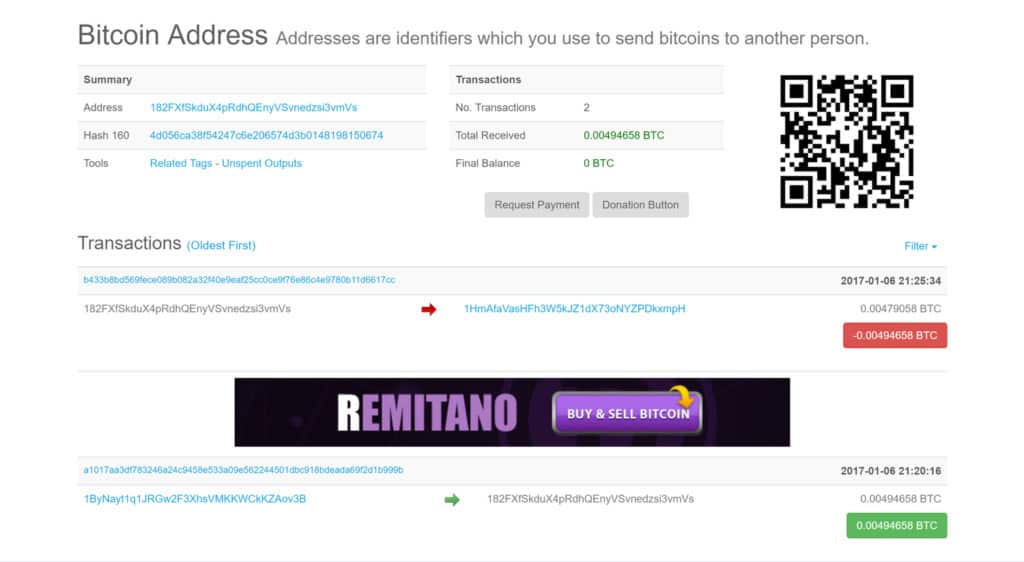 Bitcoin Address Addresses are identifiers which you use to send bitcoins to another person.
Summary
Address 182FXfSkduX4pRdhQEnyVSvnedzsi3vmVs
Hash 160 4d056ca38f54247c6e206574d3b0148198150674
Tools Related Tags - Unspent Outputs
Transactions
No. Transactions 2
Total Received 0.00494658 BTC
Final Balance 0 BTC
Request Payment Donation Button
Transactions (Oldest First) Filter
b433b8bd569fece089b082a32f40e9eaf25cc0ce9f76e86c4e9780b11d6617cc 2017-01-06 21:25:34
182FXfSkduX4pRdhQEnyVSvnedzsi3vmVs 1HmAfaVasHFh3W5kJZ1dX73oNYZPDkxmpH 0.00479058 BTC
-0.00494658 BTC
REMITANO BUY & SELL BITCOIN
a1017aa3df783246a24c9458e533a09e562244501dbc918bdeada69f2d1b999b 2017-01-06 21:20:16
1ByNayt1q1JRGw2F3XhsVMKKWCkKZAov3B 182FXfSkduX4pRdhQEnyVSvnedzsi3vmVs 0.00494658 BTC
0.00494658 BTC